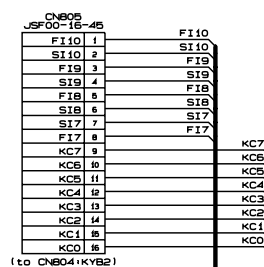 CN805
JSF00-16-45
FI10 1 FI10
SI10 2 SI10
FI9 3 FI9
SI9 4 SI9
FI8 5 FI8
SI8 6 SI8
SI7 7 SI7
FI7 8 FI7
KC7 9 KC7
KC6 10 KC6
KC5 11 KC5
KC4 12 KC4
KC3 13 KC3
KC2 14 KC2
KC1 15 KC1
KC0 16 KC0
(to CN804:KYB2)